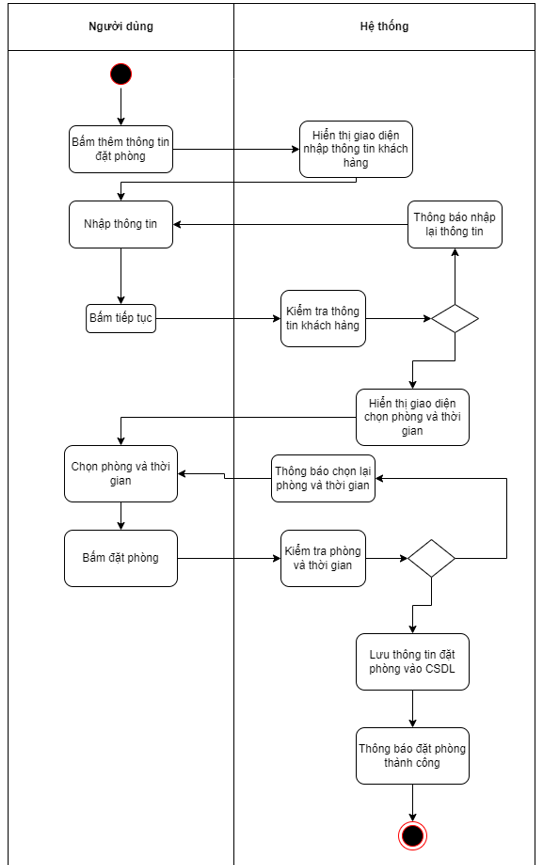 Người dùng
Hệ thống
Bấm thêm thông tin
đặt phòng
Hiển thị giao diện
nhập thông tin khách
hàng
Nhập thông tin
Thông báo nhập
lại thông tin
Bấm tiếp tục
Kiểm tra thông
tin khách hàng
Hiển thị giao diện
chọn phòng và thời
gian
Chọn phòng và thời
gian
Thông báo chọn lại
phòng và thời gian
Bấm đặt phòng
Kiểm tra phòng
và thời gian
Lưu thông tin đặt
phòng vào CSDL
Thông báo đặt phòng
thành công